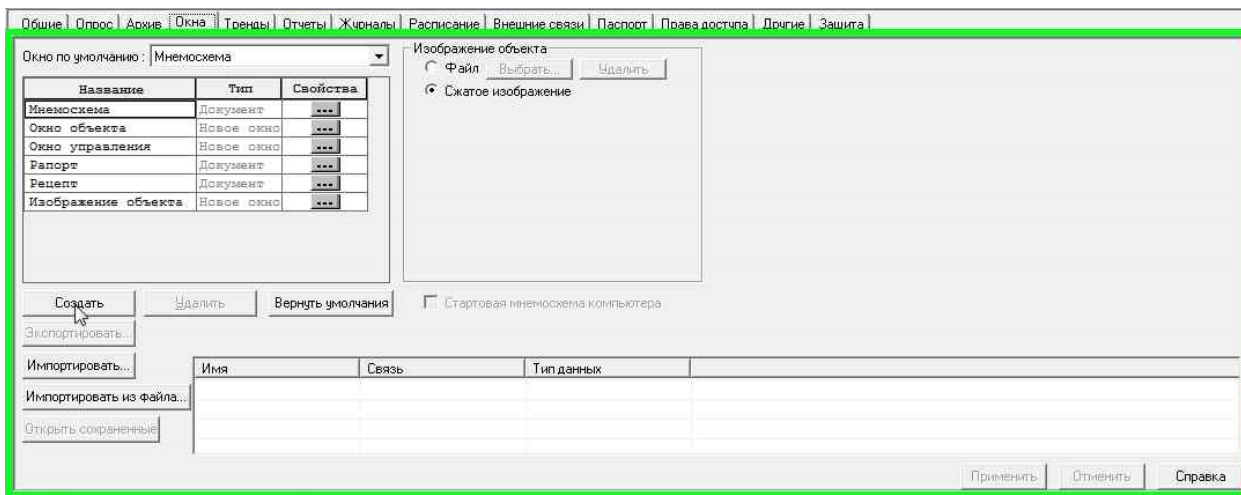 Общие Опрос Архив Окна Тренды Отчеты Журналы Расписание Внешние связи Паспорт Права доступа Другие Защита
Окно по умолчанию : Мнемосхема
Изображение объекта
Файл Выбрать... Удалить
Сжатое изображение
Название Тип Свойства
Мнемосхема Документ ...
Окно объекта Новое окно ...
Окно управления Новое окно ...
Рапорт Документ ...
Рецепт Документ ...
Изображение объекта Новое окно ...
Создать Удалить Вернуть умолчания Стартовая мнемосхема компьютера
Экспортировать...
Импортировать... Имя Связь Тип данных
Импортировать из файла...
Открыть сохраненные
Применить Отменить Справка